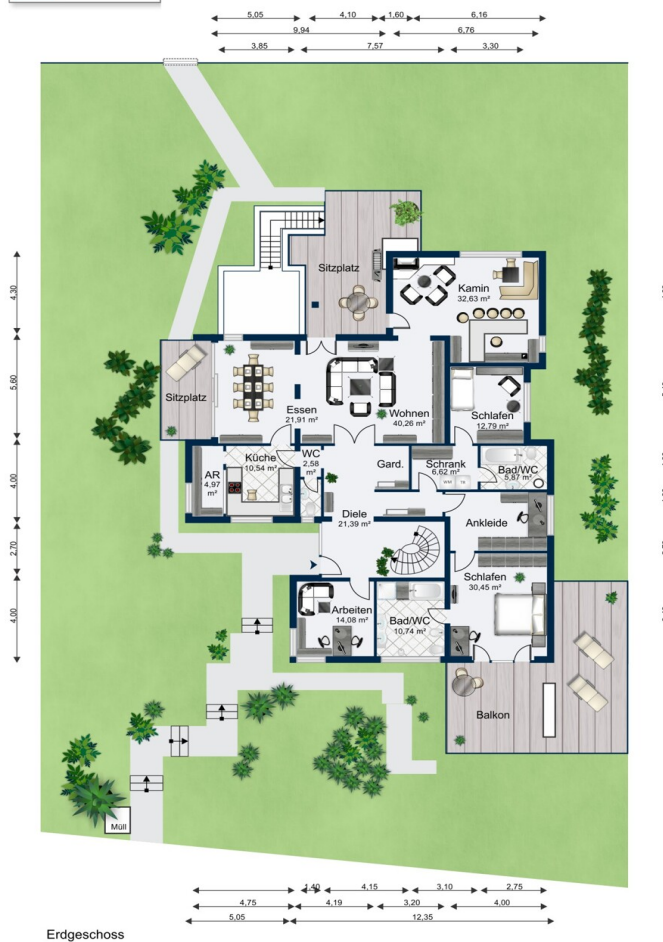 5,05 4,10 1,60 6,16
9,94 6,76
3,85 7,57 3,30
4,30
5,60
4,00
2,70
4,00
Sitzplatz
Kamin
32,63 m²
Sitzplatz
Essen
21,91 m²
Wohnen
40,26 m²
Schlafen
12,79 m²
AR
4,97
m²
Küche
10,54 m²
WC
2,58
m²
Gard.
Schrank
6,62 m²
Bad/WC
5,87 m²
Diele
21,39 m²
Ankleide
Schlafen
30,45 m²
Arbeiten
14,08 m²
Bad/WC
10,74 m²
Balkon
Müll
1,40 4,15 3,10 2,75
4,75 4,19 3,20 4,00
5,05 12,35
Erdgeschoss